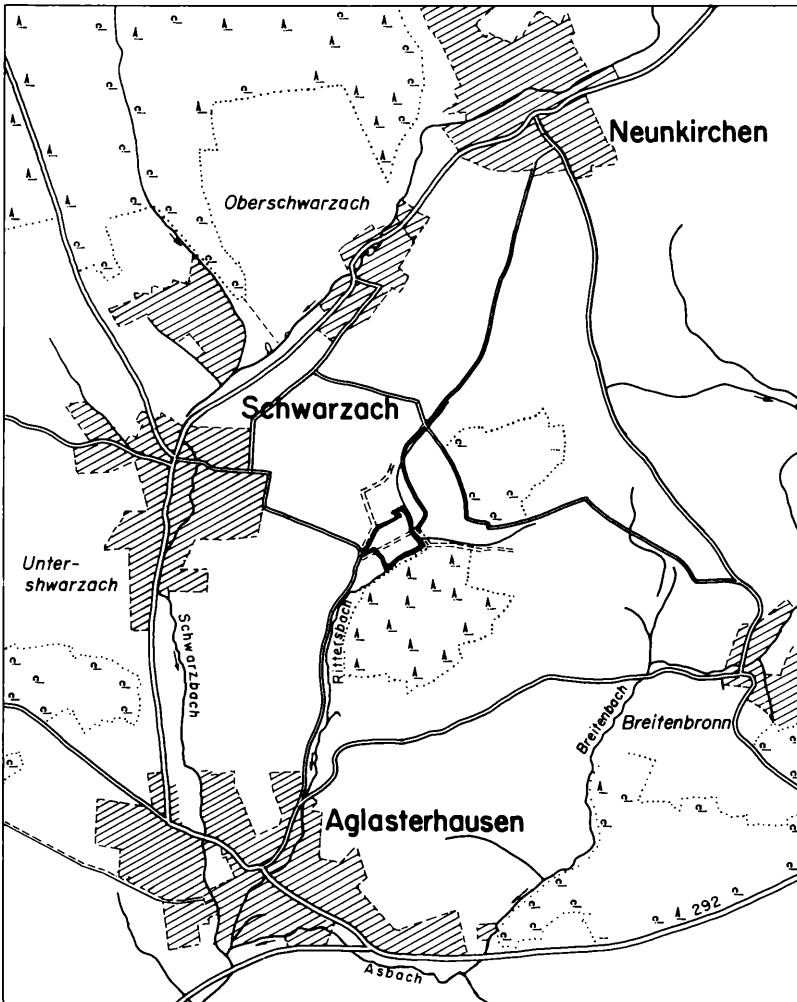 Neunkirchen
Oberschwarzach
Schwarzach
Unter-
shwarzach
Schwarzbach
Rittersbach
Breitenbach
Breitenbronn
Aglasterhausen
292
Asbach